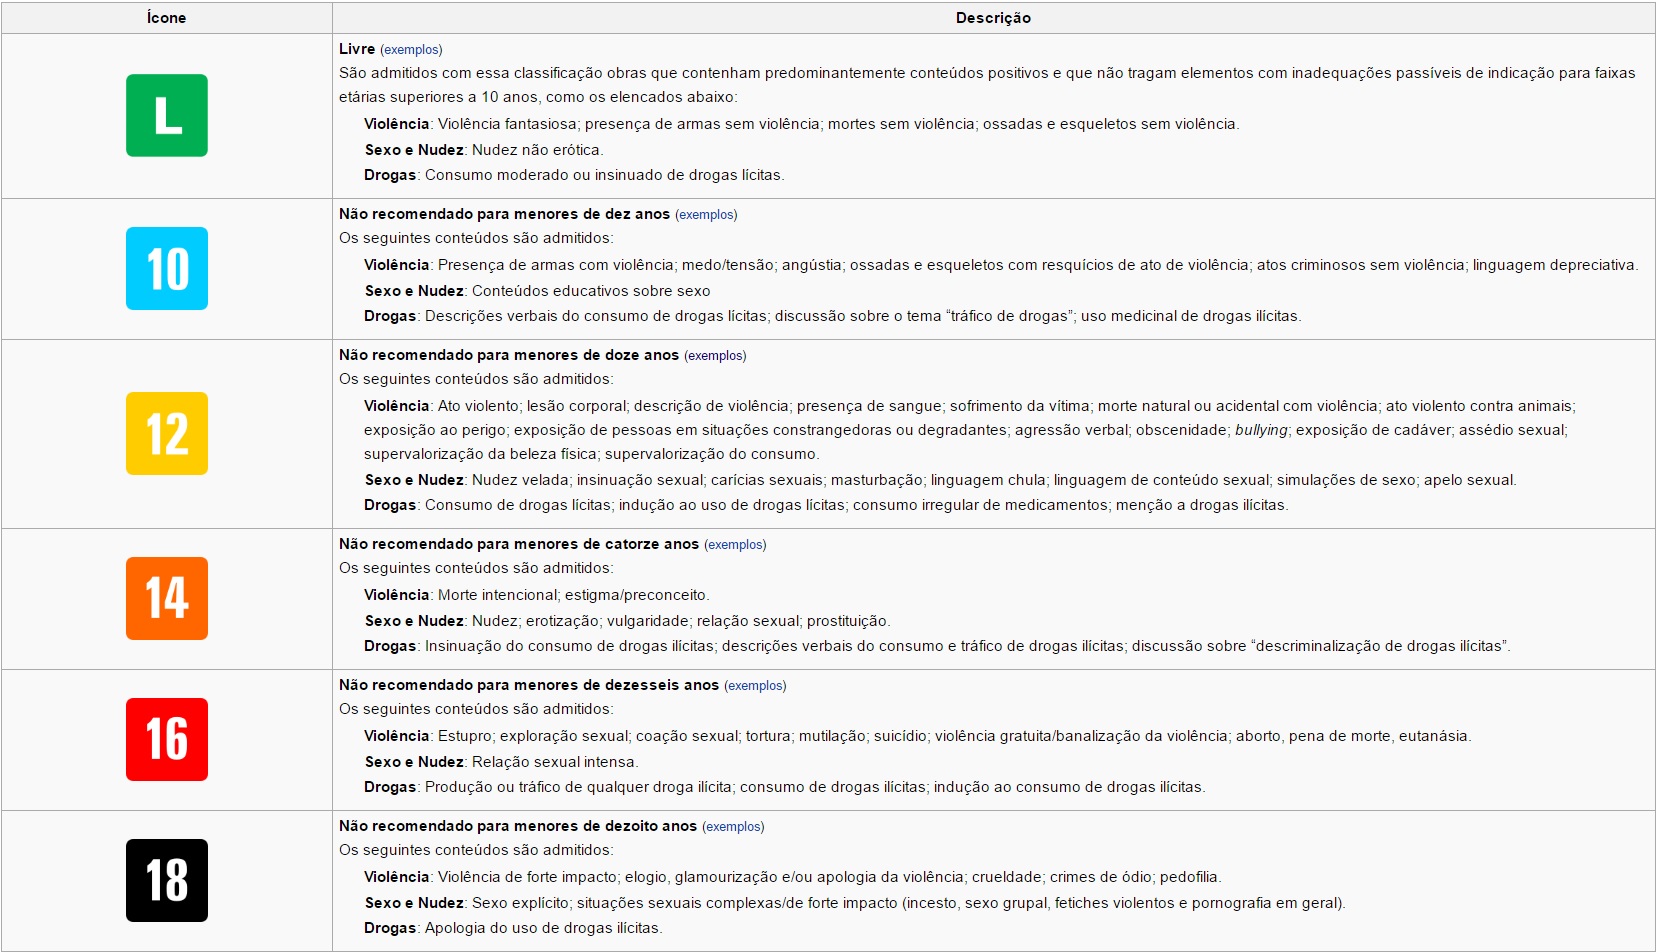 Ícone Descrição
L
Livre (exemplos)
São admitidos com essa classificação obras que contenham predominantemente conteúdos positivos e que não tragam elementos com inadequações passíveis de indicação para faixas
etárias superiores a 10 anos, como os elencados abaixo:
Violência: Violência fantasiosa; presença de armas sem violência; mortes sem violência; ossadas e esqueletos sem violência.
Sexo e Nudez: Nudez não erótica.
Drogas: Consumo moderado ou insinuado de drogas lícitas.
10
Não recomendado para menores de dez anos (exemplos)
Os seguintes conteúdos são admitidos:
Violência: Presença de armas com violência; medo/tensão; angústia; ossadas e esqueletos com resquícios de ato de violência; atos criminosos sem violência; linguagem depreciativa.
Sexo e Nudez: Conteúdos educativos sobre sexo
Drogas: Descrições verbais do consumo de drogas lícitas; discussão sobre o tema “tráfico de drogas”; uso medicinal de drogas ilícitas.
12
Não recomendado para menores de doze anos (exemplos)
Os seguintes conteúdos são admitidos:
Violência: Ato violento; lesão corporal; descrição de violência; presença de sangue; sofrimento da vítima; morte natural ou acidental com violência; ato violento contra animais;
exposição ao perigo; exposição de pessoas em situações constrangedoras ou degradantes; agressão verbal; obscenidade; bullying; exposição de cadáver; assédio sexual;
supervalorização da beleza física; supervalorização do consumo.
Sexo e Nudez: Nudez velada; insinuação sexual; carícias sexuais; masturbação; linguagem chula; linguagem de conteúdo sexual; simulações de sexo; apelo sexual.
Drogas: Consumo de drogas lícitas; indução ao uso de drogas lícitas; consumo irregular de medicamentos; menção a drogas ilícitas.
14
Não recomendado para menores de catorze anos (exemplos)
Os seguintes conteúdos são admitidos:
Violência: Morte intencional; estigma/preconceito.
Sexo e Nudez: Nudez; erotização; vulgaridade; relação sexual; prostituição.
Drogas: Insinuação do consumo de drogas ilícitas; descrições verbais do consumo e tráfico de drogas ilícitas; discussão sobre “descriminalização de drogas ilícitas”.
16
Não recomendado para menores de dezesseis anos (exemplos)
Os seguintes conteúdos são admitidos:
Violência: Estupro; exploração sexual; coação sexual; tortura; mutilação; suicídio; violência gratuita/banalização da violência; aborto, pena de morte, eutanásia.
Sexo e Nudez: Relação sexual intensa.
Drogas: Produção ou tráfico de qualquer droga ilícita; consumo de drogas ilícitas; indução ao consumo de drogas ilícitas.
18
Não recomendado para menores de dezoito anos (exemplos)
Os seguintes conteúdos são admitidos:
Violência: Violência de forte impacto; elogio, glamourização e/ou apologia da violência; crueldade; crimes de ódio; pedofilia.
Sexo e Nudez: Sexo explícito; situações sexuais complexas/de forte impacto (incesto, sexo grupal, fetiches violentos e pornografia em geral).
Drogas: Apologia do uso de drogas ilícitas.